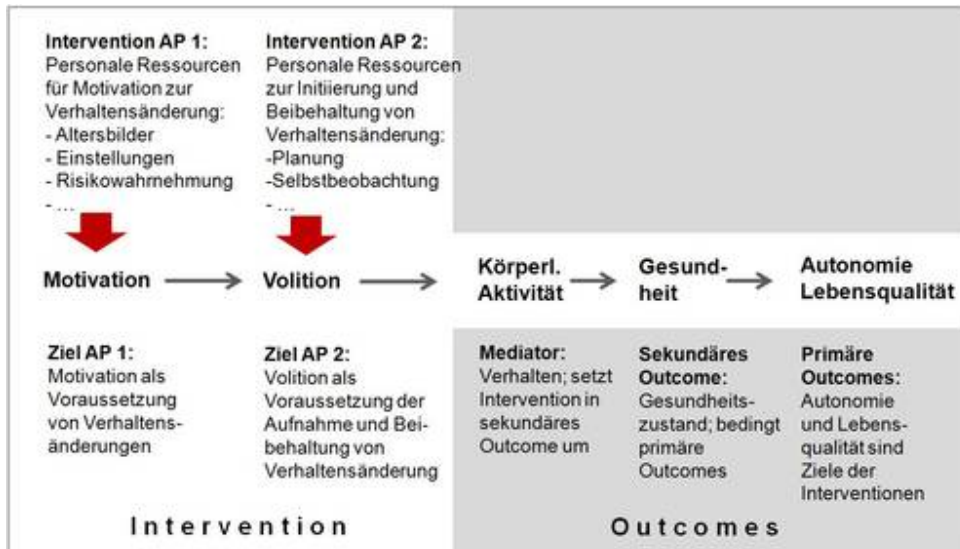 Intervention AP 1:
Personale Ressourcen
für Motivation zur
Verhaltensänderung:
- Altersbilder
- Einstellungen
- Risikowahrnehmung
- ...
Intervention AP 2:
Personale Ressourcen
zur Initiierung und
Beibehaltung von
Verhaltensänderung:
-Planung
-Selbstbeobachtung
- ...
Motivation
Volition
Körperl.
Aktivität
Gesund-
heit
Autonomie
Lebensqualität
Ziel AP 1:
Motivation als
Voraussetzung
von Verhaltens-
änderungen
Ziel AP 2:
Volition als
Voraussetzung der
Aufnahme und Bei-
behaltung von
Verhaltensänderung
Mediator:
Verhalten; setzt
Intervention in
sekundäres
Outcome um
Sekundäres
Outcome:
Gesundheits-
zustand; bedingt
primäre
Outcomes
Primäre
Outcomes:
Autonomie
und Lebens-
qualität sind
Ziele der
Interventionen
Intervention
Outcomes